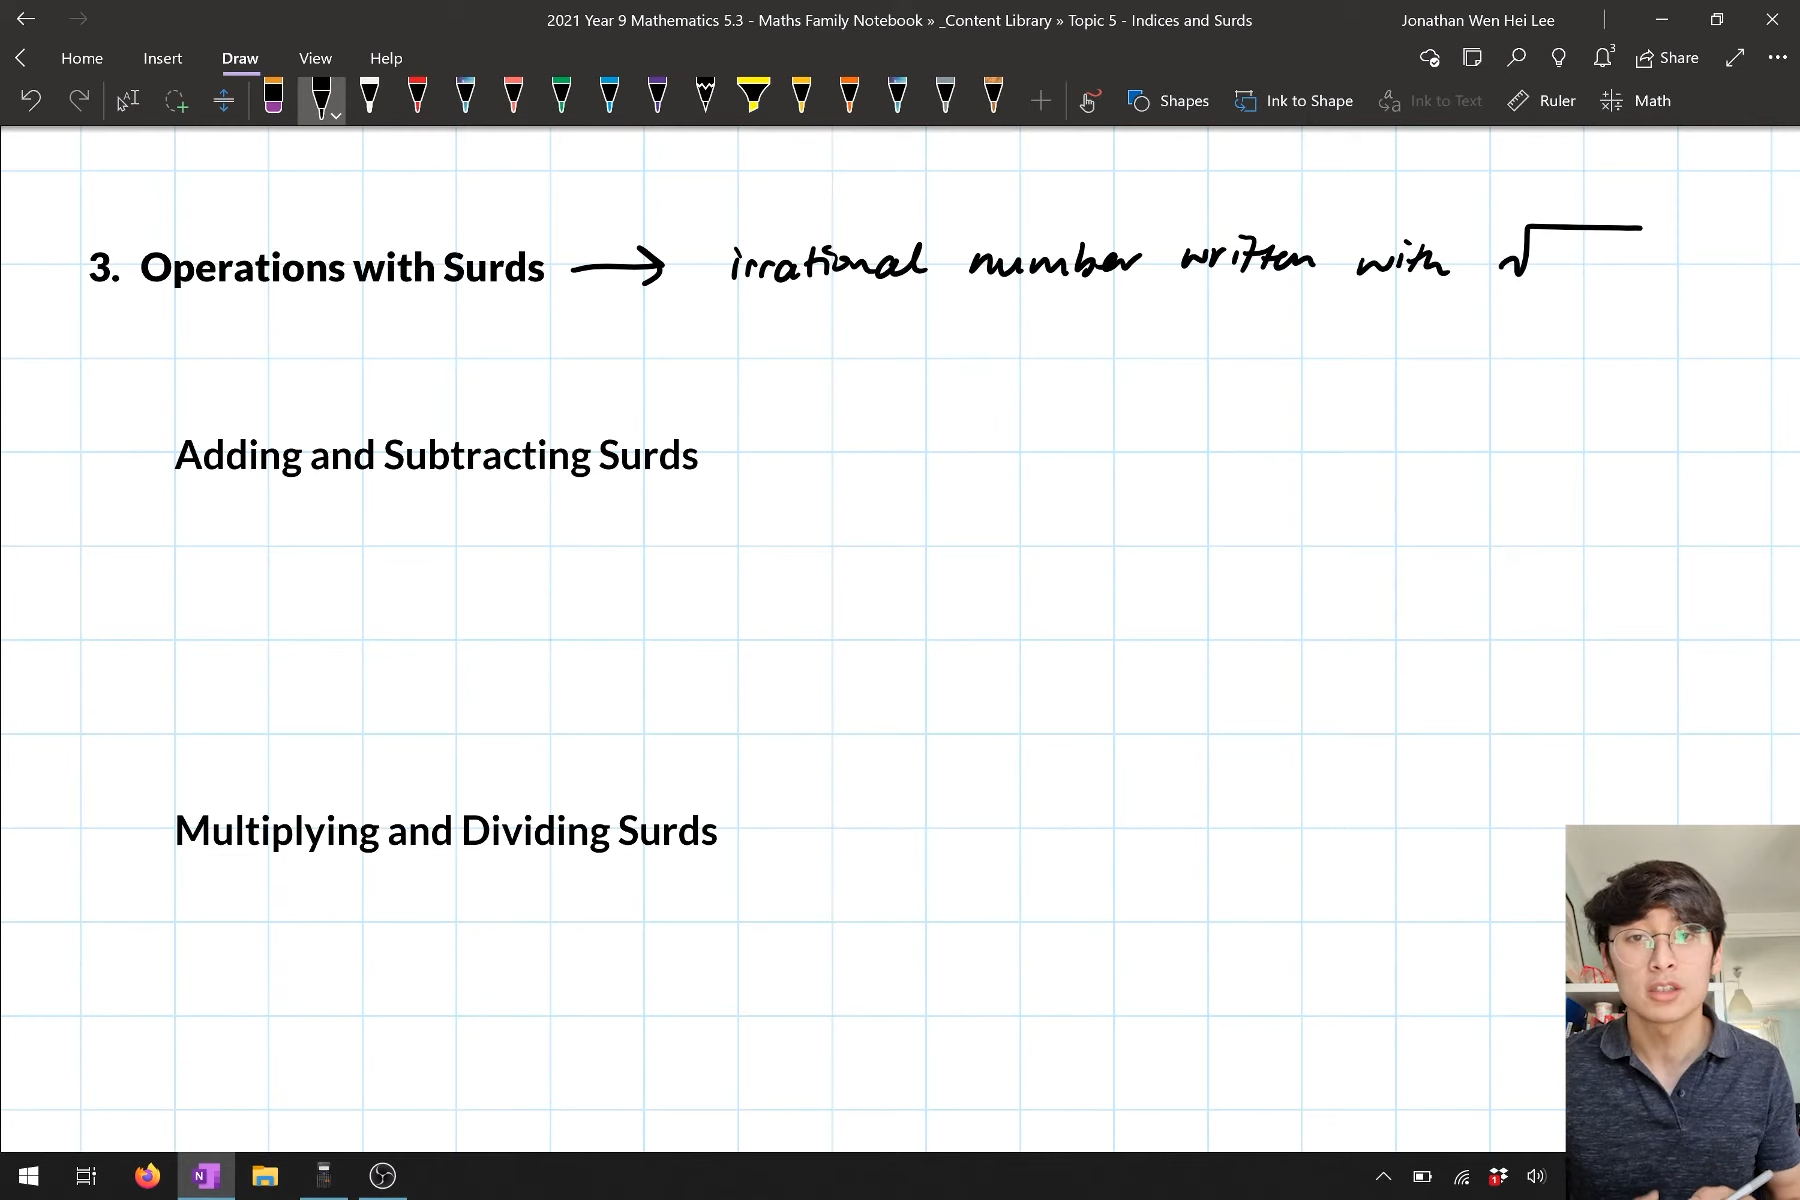 2021 Year 9 Mathematics 5.3 - Maths Family Notebook » _Content Library » Topic 5 - Indices and Surds
Jonathan Wen Hei Lee
Home Insert Draw View Help
3 Share
Shapes Ink to Shape Ink to Text Ruler Math
3. Operations with Surds → irrational number written with √
Adding and Subtracting Surds
Multiplying and Dividing Surds
N
1